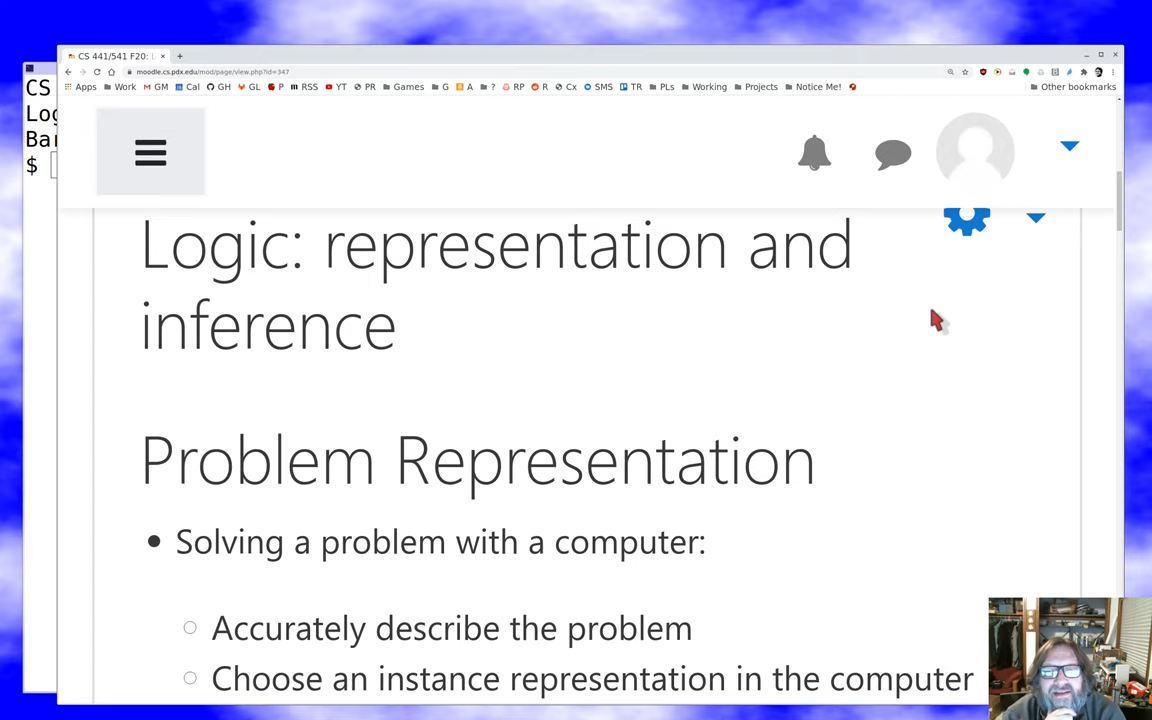 CS 441/541 F20: L
moodle.cs.pdx.edu/mod/page/view.php?id=347
Apps Work GM Cal GH GL P RSS YT PR Games G A ? RP R Cx SMS TR PLs Working Projects Notice Me! Other bookmarks
CS
Log
Bar
$
Logic: representation and
inference
Problem Representation
Solving a problem with a computer:
Accurately describe the problem
Choose an instance representation in the computer